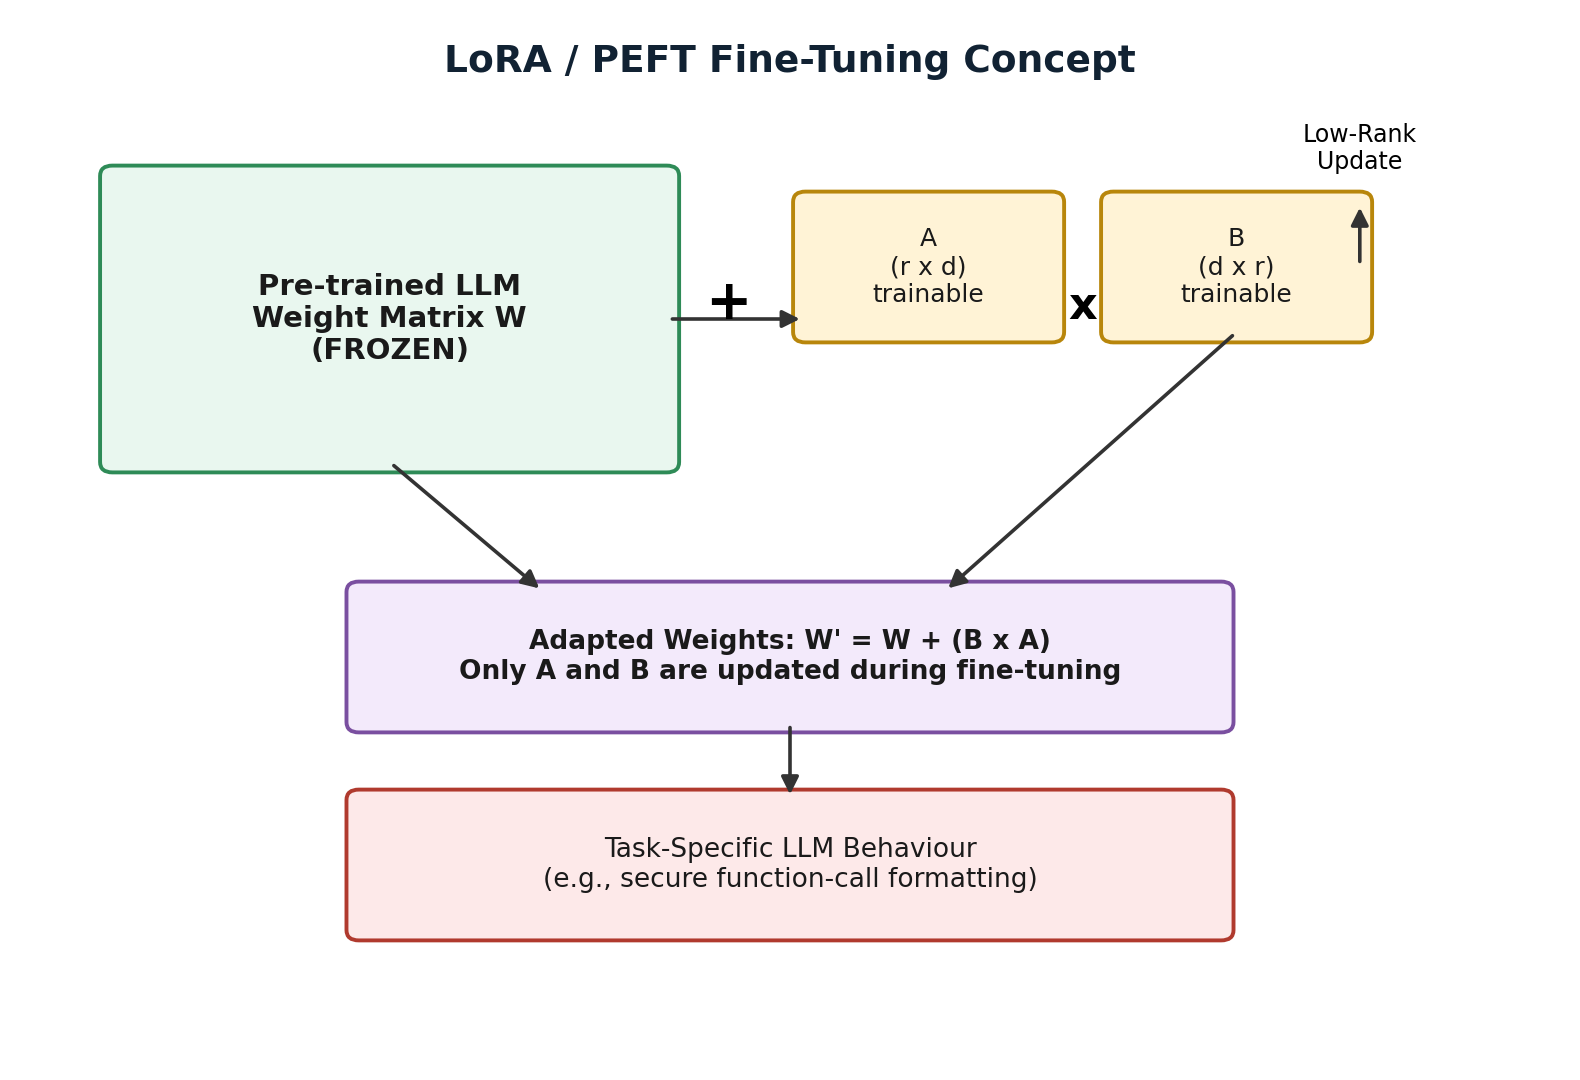 LoRA / PEFT Fine-Tuning Concept
Low-Rank
Update
Pre-trained LLM
Weight Matrix W
(FROZEN)
+
A
(r x d)
trainable
x
B
(d x r)
trainable
Adapted Weights: W' = W + (B x A)
Only A and B are updated during fine-tuning
Task-Specific LLM Behaviour
(e.g., secure function-call formatting)